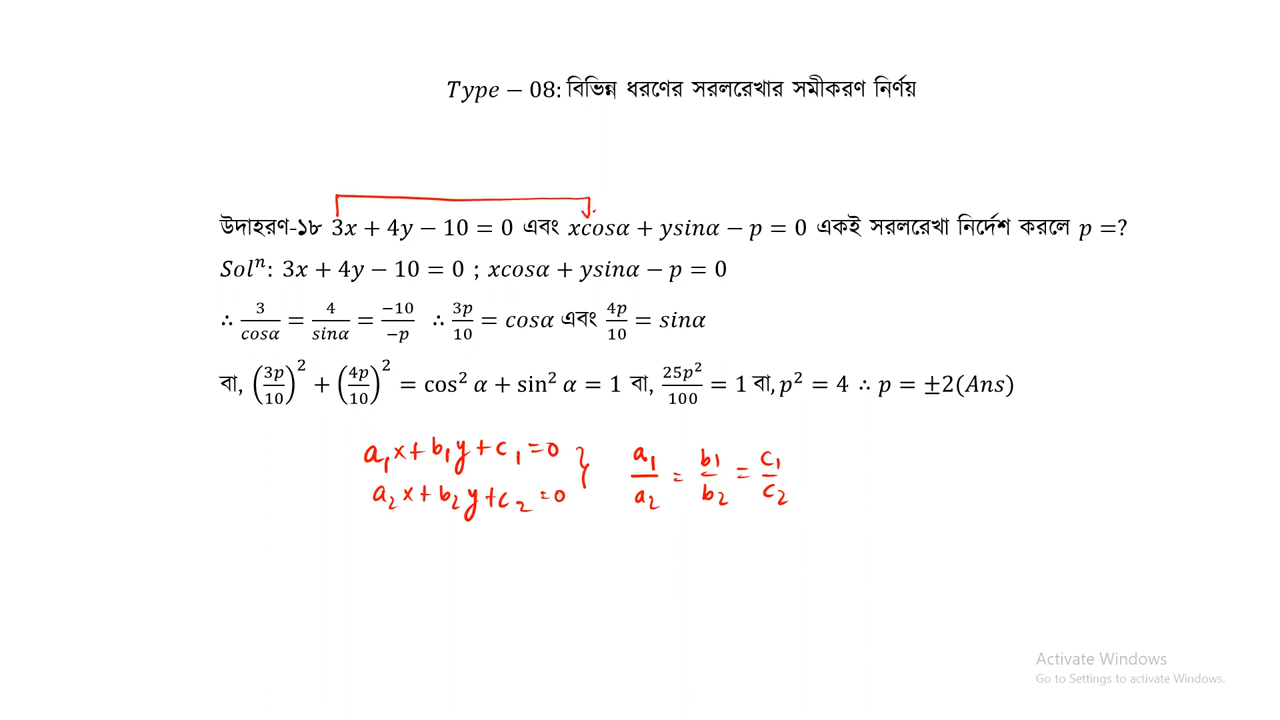 Type − 08: বিভিন্ন ধরণের সরলরেখার সমীকরণ নির্ণয়
উদাহরণ-১৮ 3x + 4y − 10 = 0 এবং xcosα + ysinα − p = 0 একই সরলরেখা নির্দেশ করলে p =?
Solⁿ: 3x + 4y − 10 = 0 ; xcosα + ysinα − p = 0
∴ 3/cosα = 4/sinα = −10/−p ∴ 3p/10 = cosα এবং 4p/10 = sinα
বা, (3p/10)² + (4p/10)² = cos² α + sin² α = 1 বা, 25p²/100 = 1 বা, p² = 4 ∴ p = ±2(Ans)
a₁x + b₁y + c₁ = 0 } a₁/a₂ = b₁/b₂ = c₁/c₂
a₂x + b₂y + c₂ = 0
Activate Windows
Go to Settings to activate Windows.